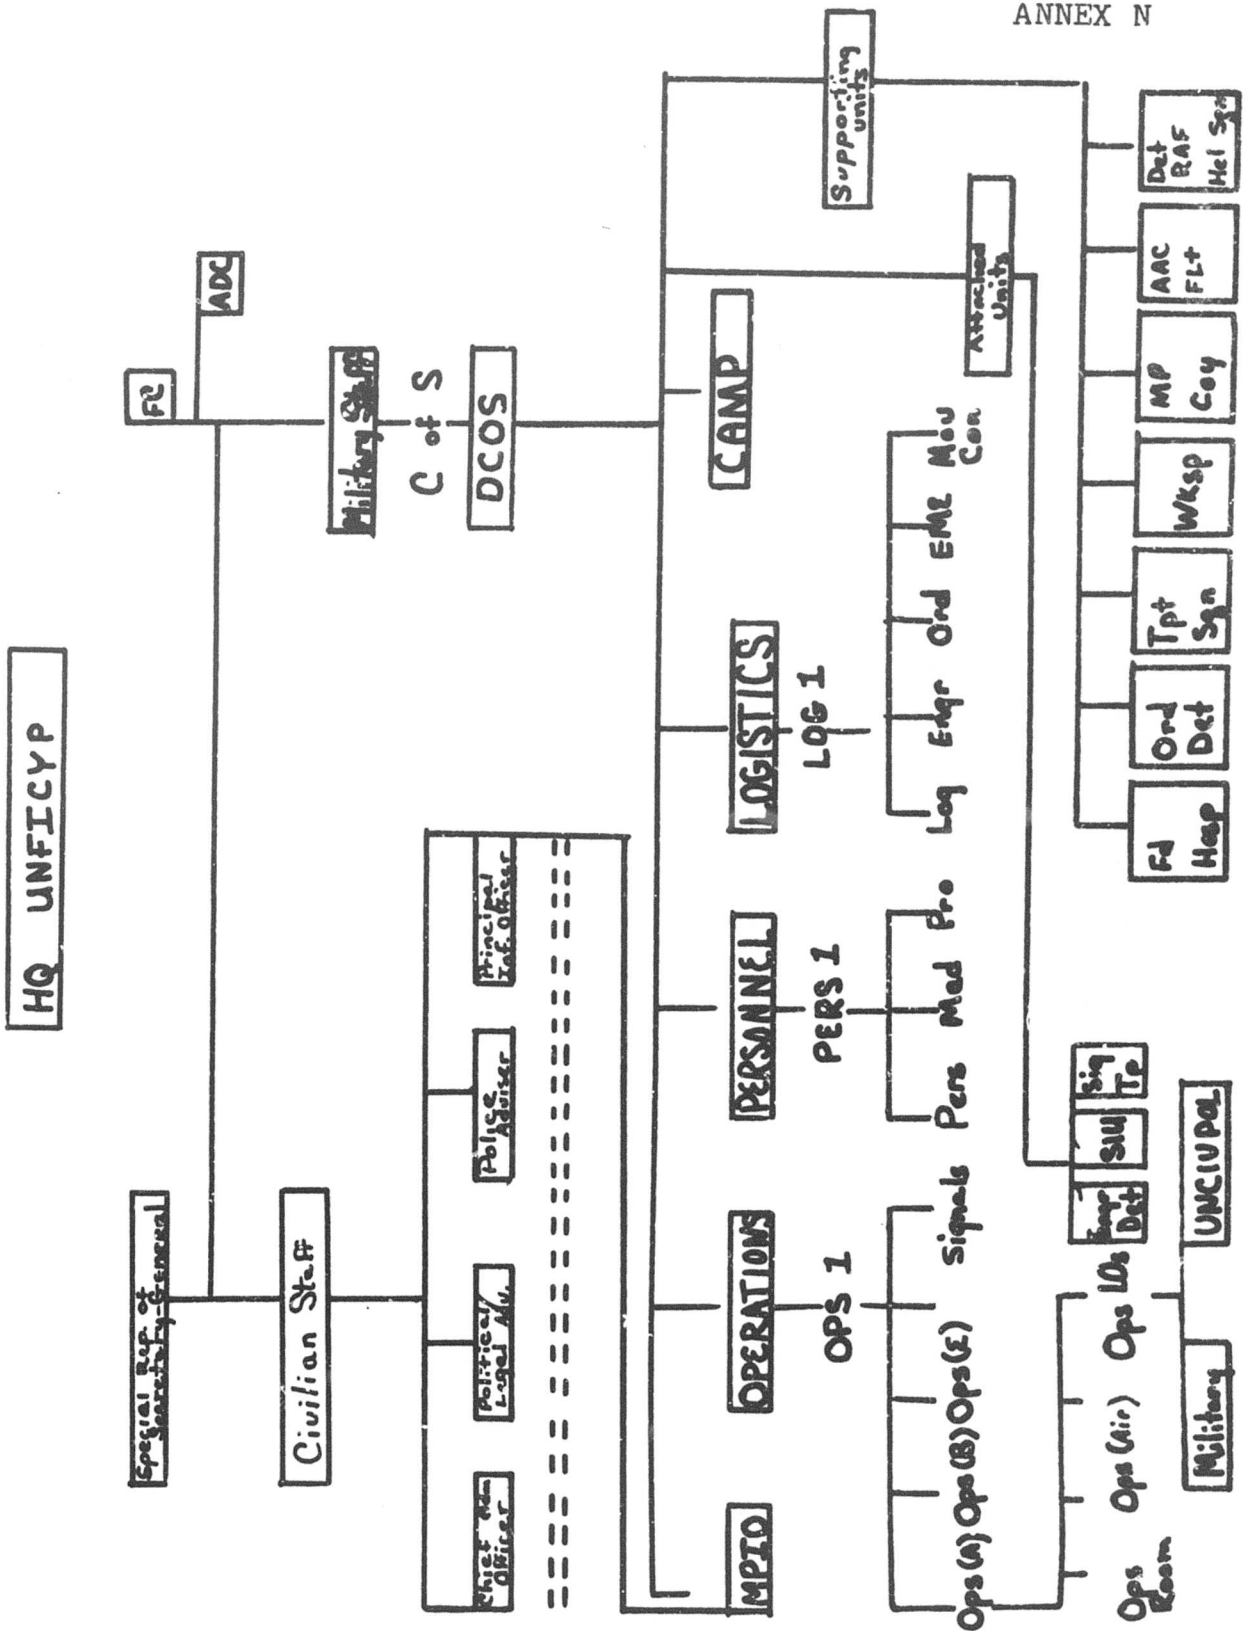 ANNEX N
HQ UNFICYP
Special Rep. of
Secretary-General
FC
ADC
Civilian Staff
Military Staff
C of S
DCOS
Chief Adm
Officer
Political/
Legal Adv.
Police
Adviser
Principal
Inf. Officer
MPIO
OPERATIONS
PERSONNEL
LOGISTICS
CAMP
Supporting
units
OPS 1
PERS 1
LOG 1
Attached
Units
Ops(A)
Ops(B)
Ops(E)
Signals
Pers
Med
Pro
Log
Engr
Ord
EME
Mov
Con
Ops
Room
Ops(Air)
Ops
LOs
Engr
Det
SIU
Sig
Tp
Fd
Hosp
Ord
Det
Tpt
Sqn
Wksp
MP
Coy
AAC
FLt
Det
RAF
Hel Sqn
Military
UNCIVPOL